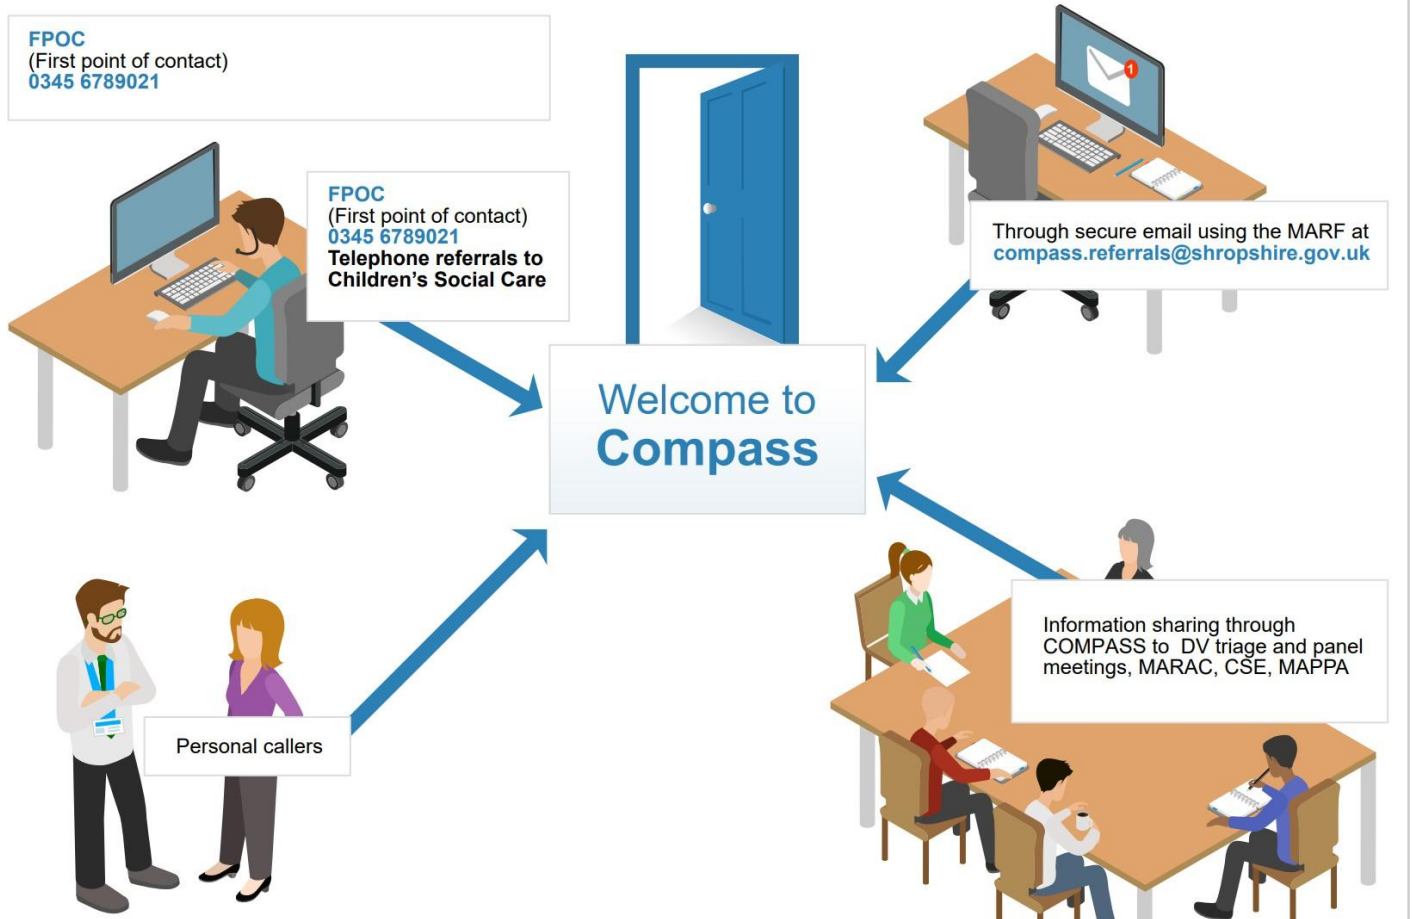 FPOC
(First point of contact)
0345 6789021
FPOC
(First point of contact)
0345 6789021
Telephone referrals to
Children’s Social Care
1
Through secure email using the MARF at
compass.referrals@shropshire.gov.uk
Welcome to
Compass
Personal callers
Information sharing through
COMPASS to  DV triage and panel
meetings, MARAC, CSE, MAPPA